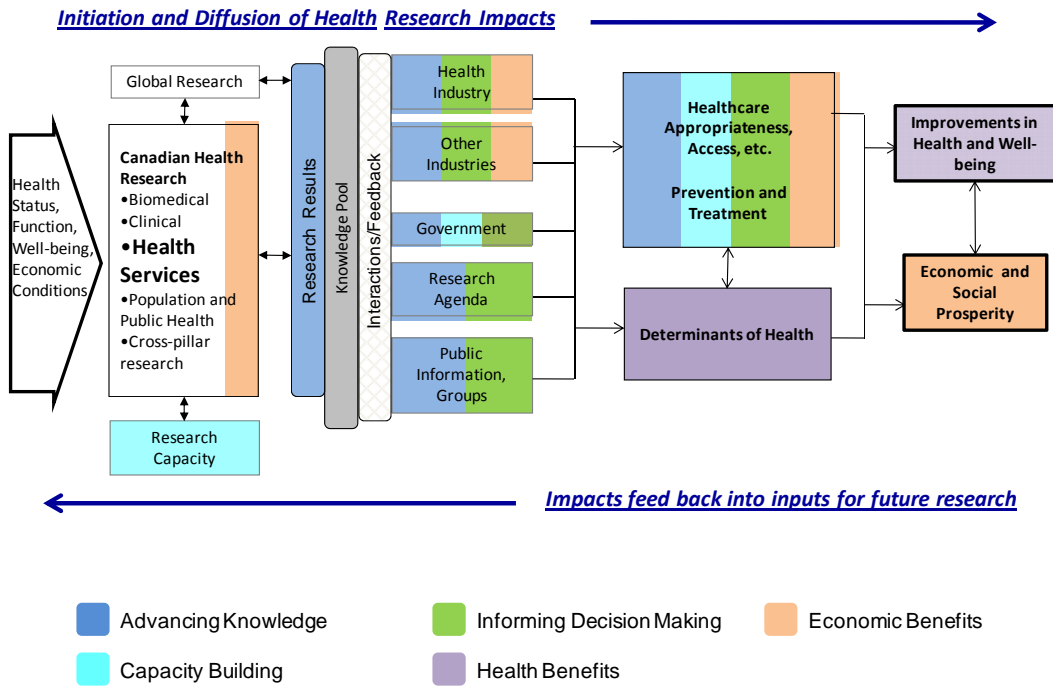 Initiation and Diffusion of Health Research Impacts
Health
Status,
Function,
Well-being,
Economic
Conditions
Global Research
Canadian Health
Research
•Biomedical
•Clinical
•Health
Services
•Population and
Public Health
•Cross-pillar
research
Research
Capacity
Research Results
Knowledge Pool
Interactions/Feedback
Health
Industry
Other
Industries
Government
Research
Agenda
Public
Information,
Groups
Healthcare
Appropriateness,
Access, etc.
Prevention and
Treatment
Determinants of Health
Improvements in
Health and Well-
being
Economic and
Social
Prosperity
Impacts feed back into inputs for future research
Advancing Knowledge
Informing Decision Making
Economic Benefits
Capacity Building
Health Benefits